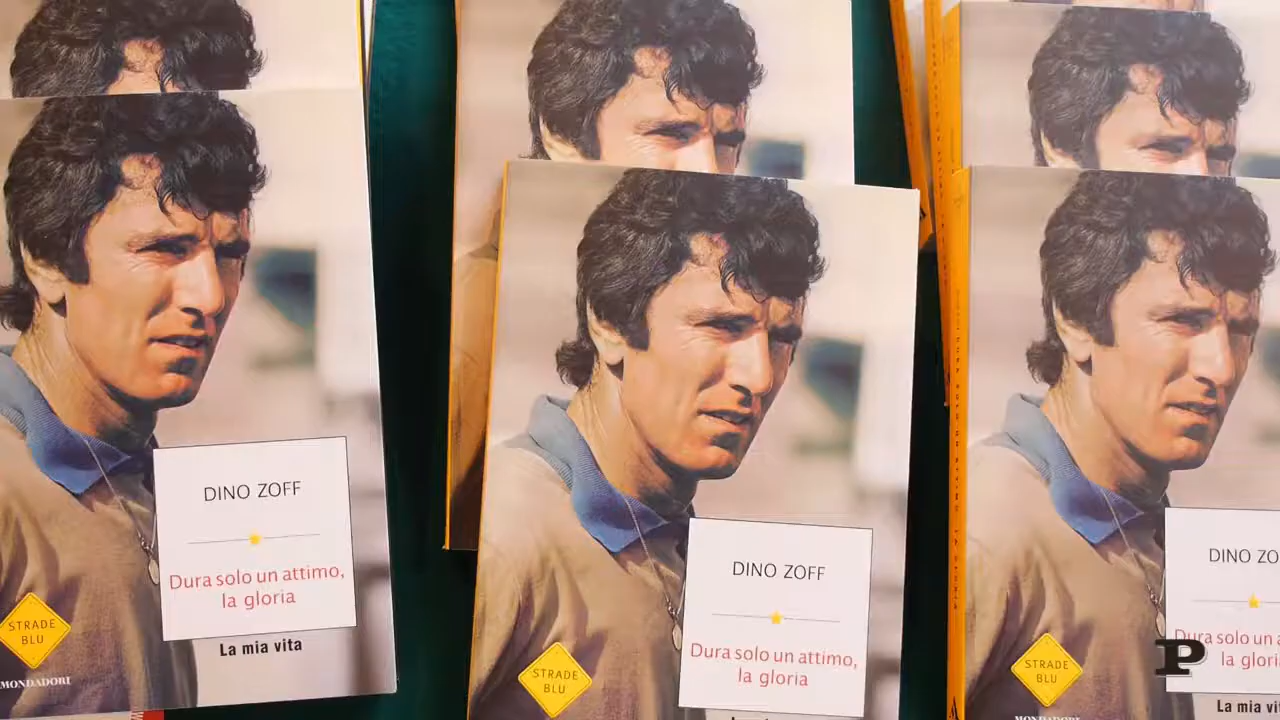 DINO ZOFF
Dura solo un attimo,
la gloria
La mia vita
STRADE
BLU
MONDADORI
DINO ZOFF
Dura solo un attimo,
la gloria
STRADE
BLU
DINO ZO
Dura solo un
la glori
La mia vit
STRADE
BLU
MONDADORI
P